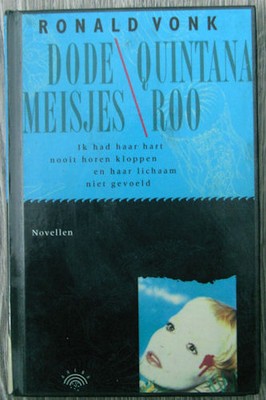 RONALD VONK
DODE \ QUINTANA
MEISJES \ ROO
Ik had haar hart
nooit horen kloppen
en haar lichaam
niet gevoeld
Novellen